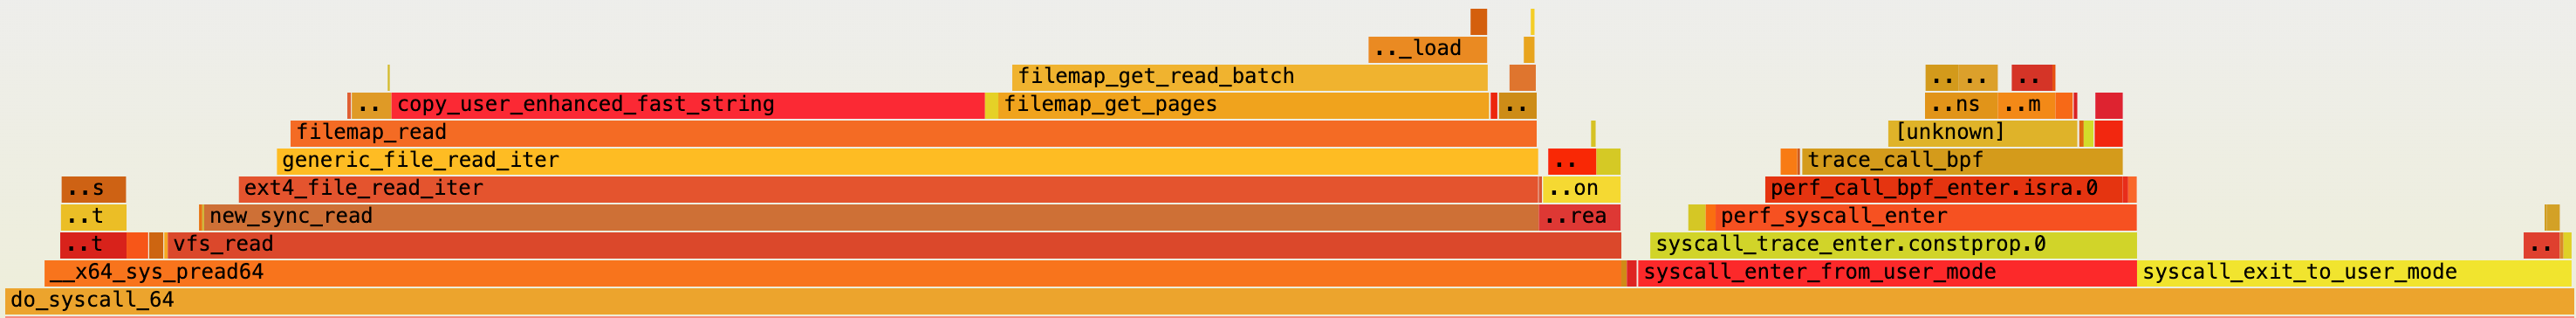 .._load
filemap_get_read_batch .. .. ..
.. copy_user_enhanced_fast_string filemap_get_pages .. ..ns ..m
filemap_read [unknown]
generic_file_read_iter .. trace_call_bpf
..s ext4_file_read_iter ..on perf_call_bpf_enter.isra.0
..t new_sync_read ..rea perf_syscall_enter
..t vfs_read syscall_trace_enter.constprop.0 ..
__x64_sys_pread64 syscall_enter_from_user_mode syscall_exit_to_user_mode
do_syscall_64